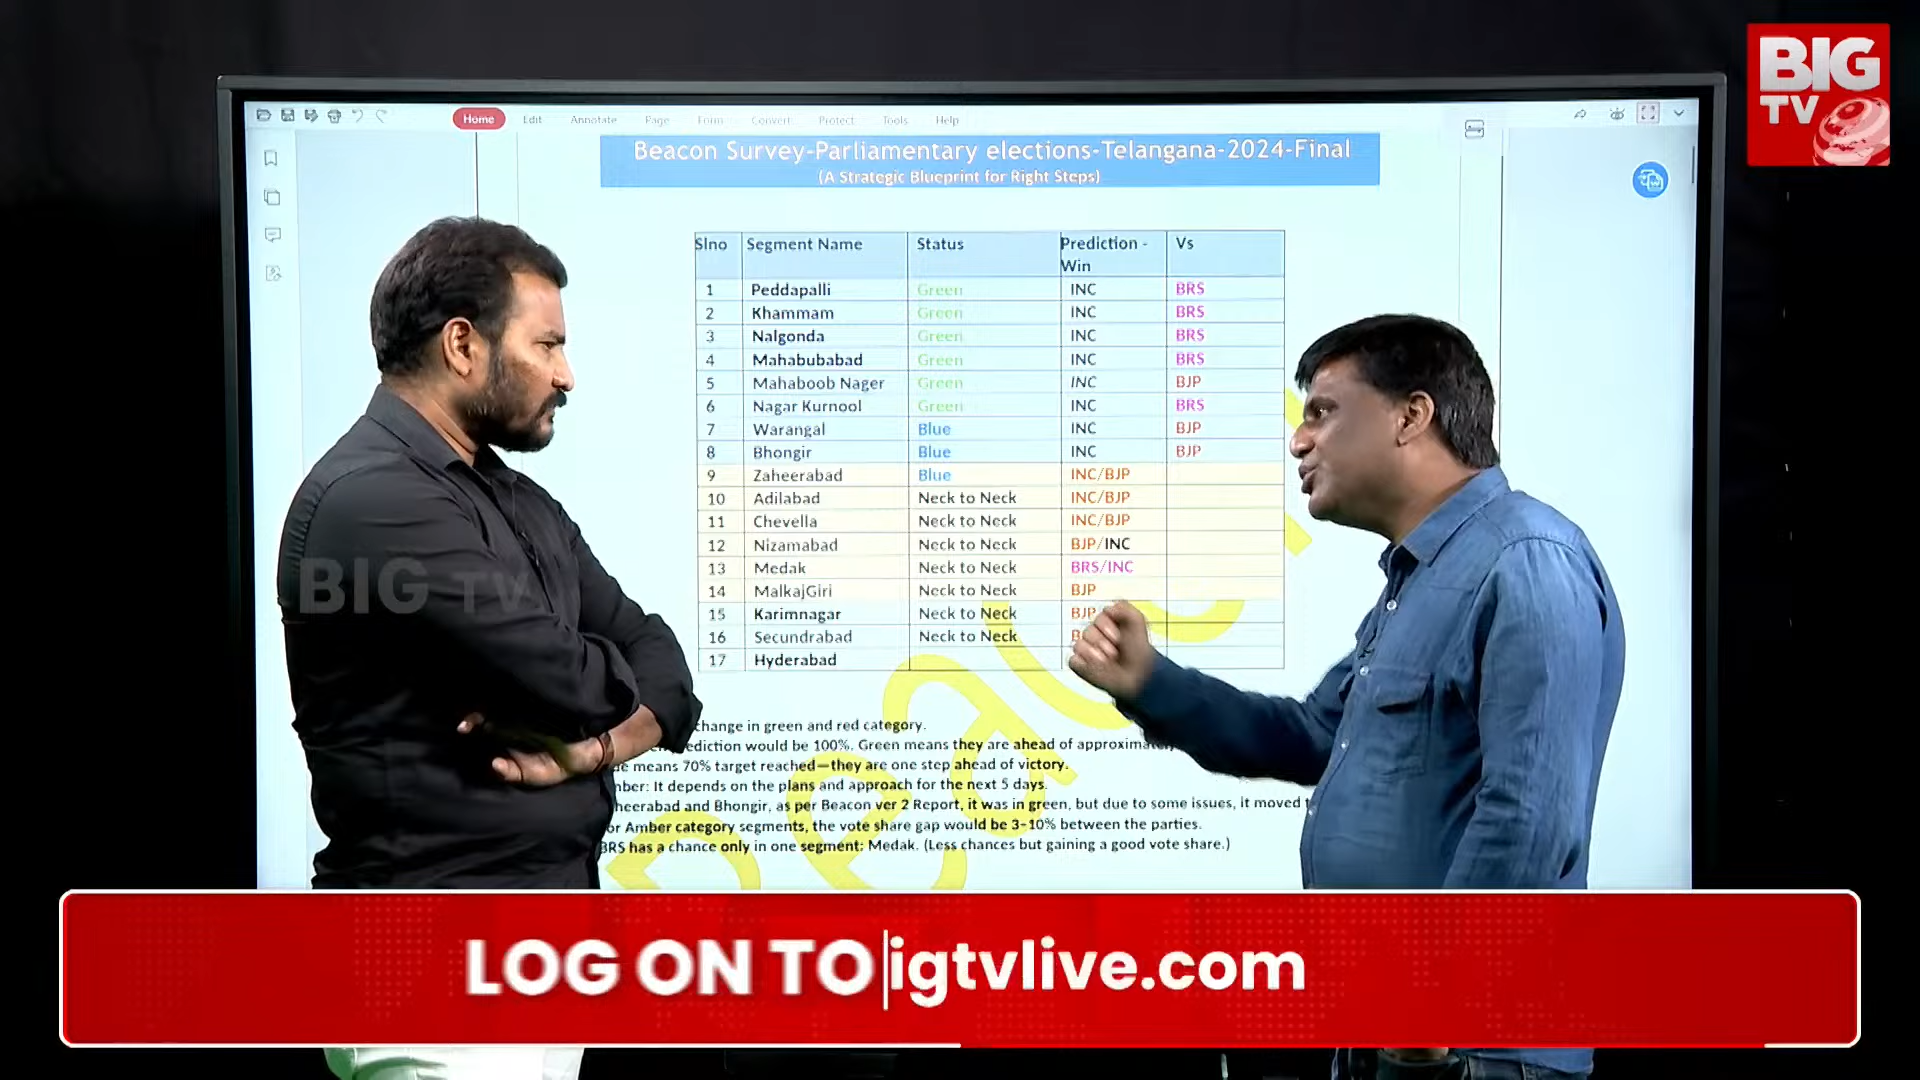 BIG
TV
Home Edit Annotate Page Form Convert Protect Tools Help
Beacon Survey-Parliamentary elections-Telangana-2024-Final
(A Strategic Blueprint for Right Steps)
Slno Segment Name Status Prediction - Win Vs
1 Peddapalli Green INC BRS
2 Khammam Green INC BRS
3 Nalgonda Green INC BRS
4 Mahabubabad Green INC BRS
5 Mahaboob Nager Green INC BJP
6 Nagar Kurnool Green INC BRS
7 Warangal Blue INC BJP
8 Bhongir Blue INC BJP
9 Zaheerabad Blue INC/BJP
10 Adilabad Neck to Neck INC/BJP
11 Chevella Neck to Neck INC/BJP
12 Nizamabad Neck to Neck BJP/INC
13 Medak Neck to Neck BRS/INC
14 MalkajGiri Neck to Neck BJP
15 Karimnagar Neck to Neck BJP
16 Secundrabad Neck to Neck
17 Hyderabad
BIG TV
change in green and red category.
ediction would be 100%. Green means they are ahead of
means 70% target reached—they are one step ahead of victory.
mber: It depends on the plans and approach for the next 5 days.
heerabad and Bhongir, as per Beacon ver 2 Report, it was in green, but due to some issues, it moved
or Amber category segments, the vote share gap would be 3-10% between the parties.
BRS has a chance only in one segment: Medak. (Less chances but gaining a good vote share.)
LOG ON TO igtvlive.com